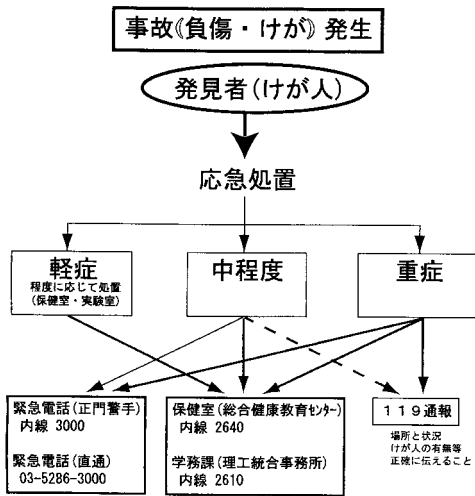 事故《負傷・けが》発生
発見者(けが人)
応急処置
軽症
程度に応じて処置
(保健室・実験室)
中程度
重症
緊急電話(正門警手)
内線 3000
緊急電話(直通)
03-5286-3000
保健室(総合健康教育ｾﾝﾀｰ)
内線 2640
学務課(理工統合事務所)
内線 2610
119通報
場所と状況
けが人の有無等
正確に伝えること